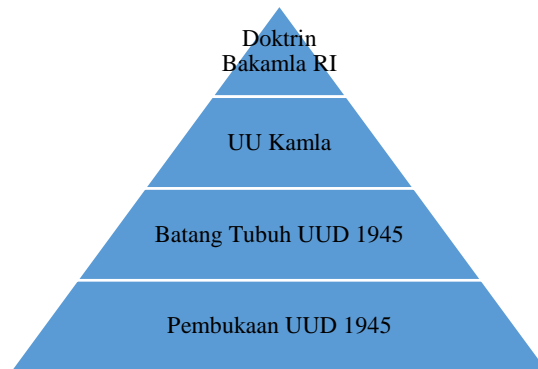 Doktrin
Bakamla RI
UU Kamla
Batang Tubuh UUD 1945
Pembukaan UUD 1945